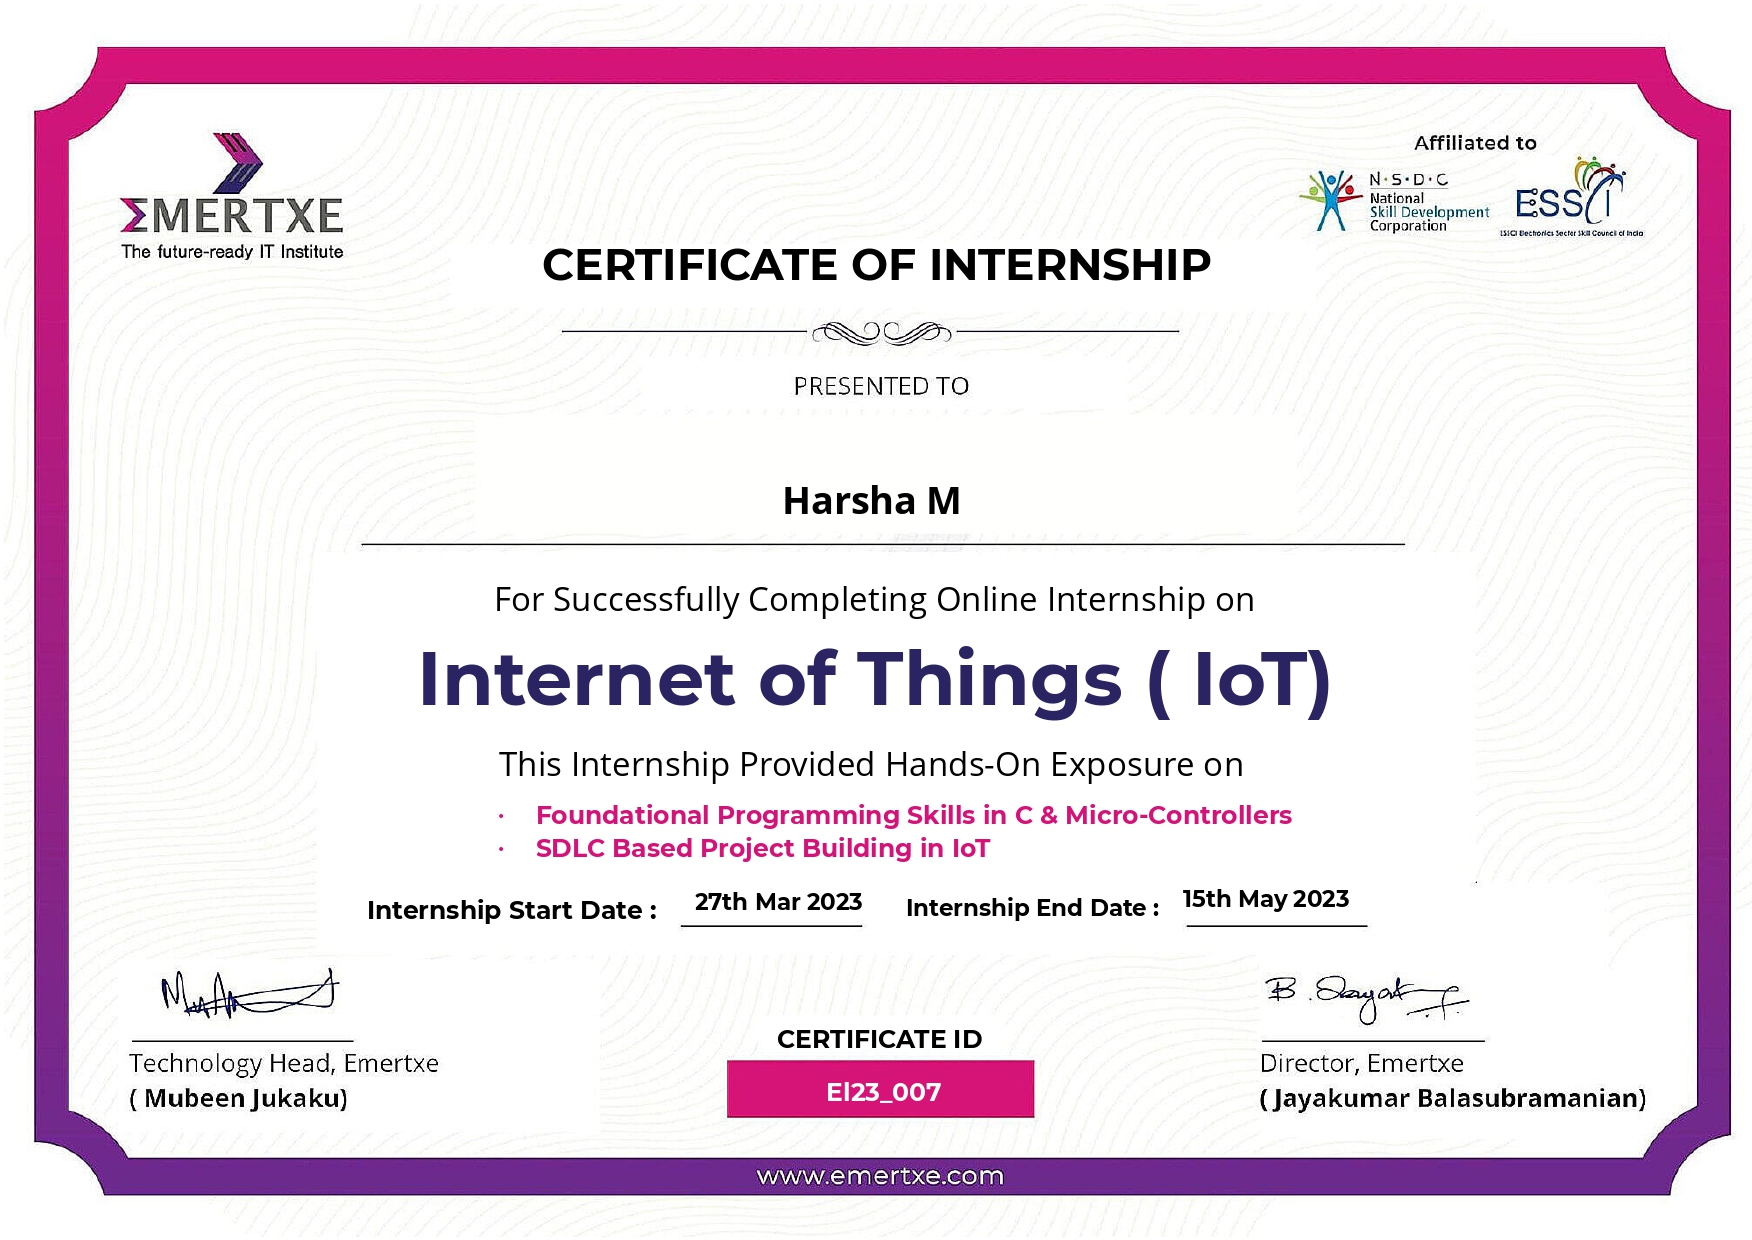 EMERTXE
The future-ready IT Institute
Affiliated to
N·S·D·C
National
Skill Development
Corporation
ESSCI
ESSCI Electronics Sector Skill Council of India
CERTIFICATE OF INTERNSHIP
PRESENTED TO
Harsha M
For Successfully Completing Online Internship on
Internet of Things ( IoT)
This Internship Provided Hands-On Exposure on
· Foundational Programming Skills in C & Micro-Controllers
· SDLC Based Project Building in IoT
Internship Start Date : 27th Mar 2023 Internship End Date : 15th May 2023
Technology Head, Emertxe
( Mubeen Jukaku)
CERTIFICATE ID
EI23_007
Director, Emertxe
( Jayakumar Balasubramanian)
www.emertxe.com